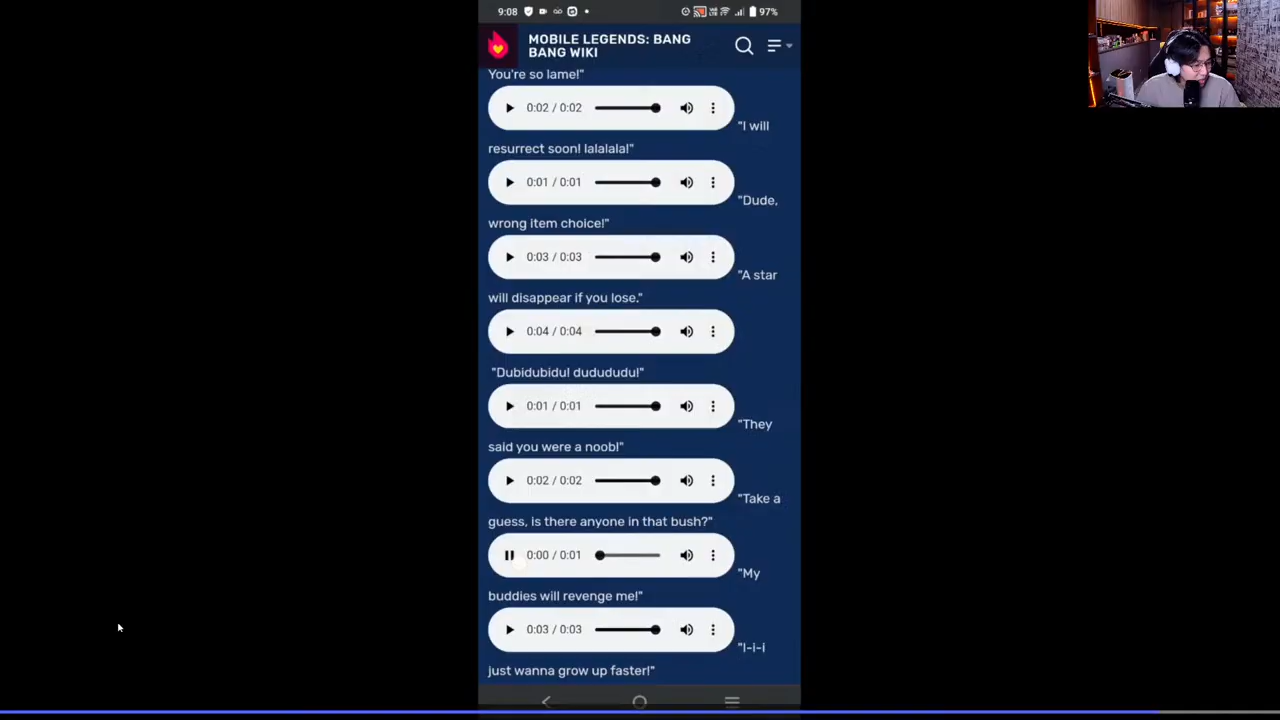 9:08
97%
MOBILE LEGENDS: BANG
BANG WIKI
You're so lame!"
0:02 / 0:02
"I will
resurrect soon! lalalala!"
0:01 / 0:01
"Dude,
wrong item choice!"
0:03 / 0:03
"A star
will disappear if you lose."
0:04 / 0:04
"Dubidubidu! dudududu!"
0:01 / 0:01
"They
said you were a noob!"
0:02 / 0:02
"Take a
guess, is there anyone in that bush?"
0:00 / 0:01
"My
buddies will revenge me!"
0:03 / 0:03
"I-i-i
just wanna grow up faster!"